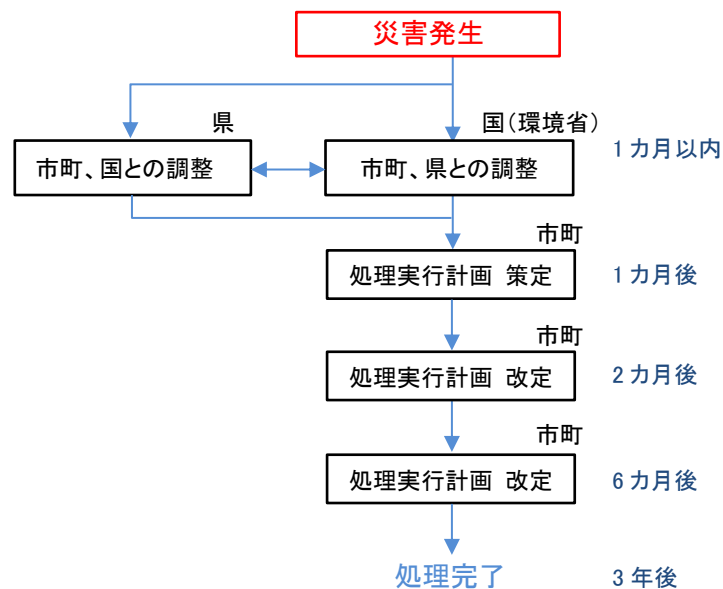 災害発生
県
国(環境省)
1カ月以内
市町、国との調整
市町、県との調整
市町
処理実行計画 策定
1カ月後
市町
処理実行計画 改定
2カ月後
市町
処理実行計画 改定
6カ月後
処理完了
3年後